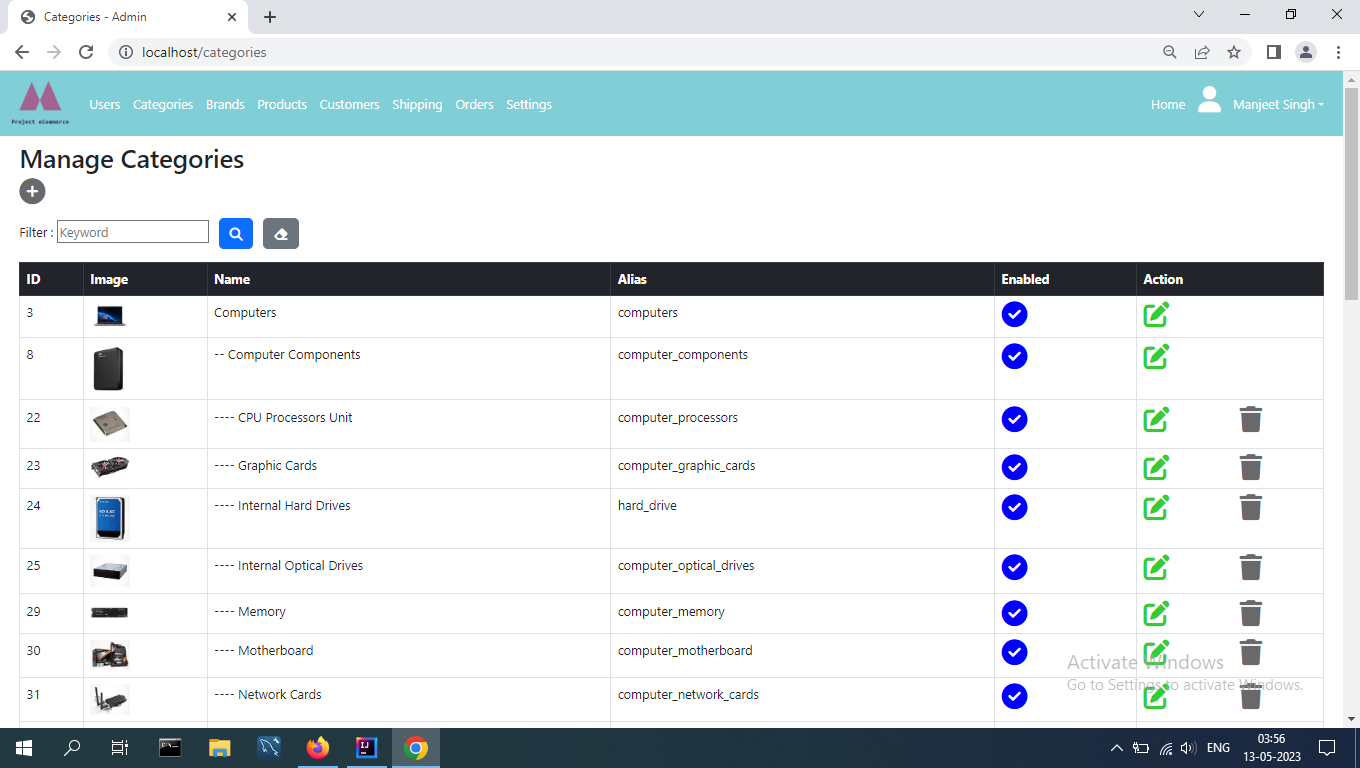 Categories - Admin
localhost/categories
Project eCommerce
Users Categories Brands Products Customers Shipping Orders Settings
Home Manjeet Singh
Manage Categories
Filter : Keyword
ID Image Name Alias Enabled Action
3 Computers computers
8 -- Computer Components computer_components
22 ---- CPU Processors Unit computer_processors
23 ---- Graphic Cards computer_graphic_cards
24 ---- Internal Hard Drives hard_drive
25 ---- Internal Optical Drives computer_optical_drives
29 ---- Memory computer_memory
30 ---- Motherboard computer_motherboard
31 ---- Network Cards computer_network_cards
Activate Windows
Go to Settings to activate Windows.
ENG
03:56
13-05-2023